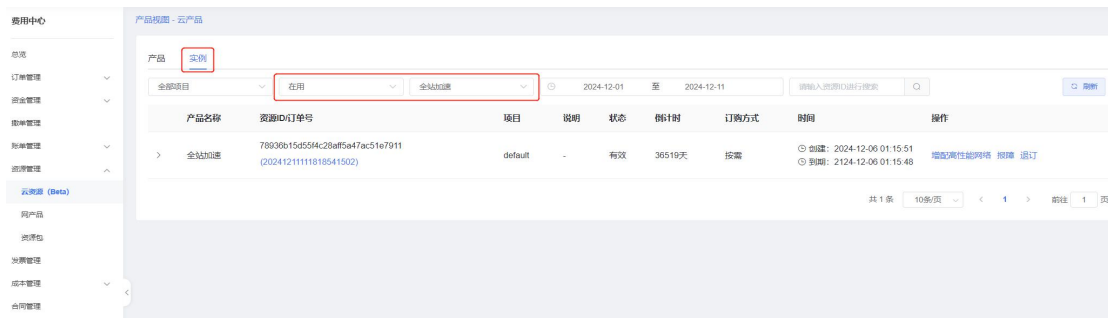 费用中心
产品视图 - 云产品
总览
订单管理
资金管理
撤单管理
账单管理
资源管理
云资源（Beta）
网产品
资源包
发票管理
成本管理
合同管理
产品 实例
全部项目 在用 全站加速 2024-12-01 至 2024-12-11 请输入资源ID进行搜索 刷新
产品名称 资源ID/订单号 项目 说明 状态 倒计时 订购方式 时间 操作
全站加速 78936b15d55f4c28aff5a47ac51e7911 default - 有效 36519天 按需 创建：2024-12-06 01:15:51 增配高性能网络 报障 退订
(20241211111818541502) 到期：2124-12-06 01:15:48
共 1 条 10条/页 < 1 > 前往 1 页